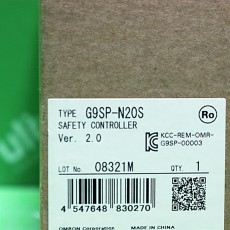 TYPE G9SP-N20S
SAFETY CONTROLLER
Ver. 2.0
Ro
KCC-REM-OMR-
G9SP-00003
LOT No 08321M
QTY 1
4 547648 830270
OMRON Corporation MADE IN CHINA